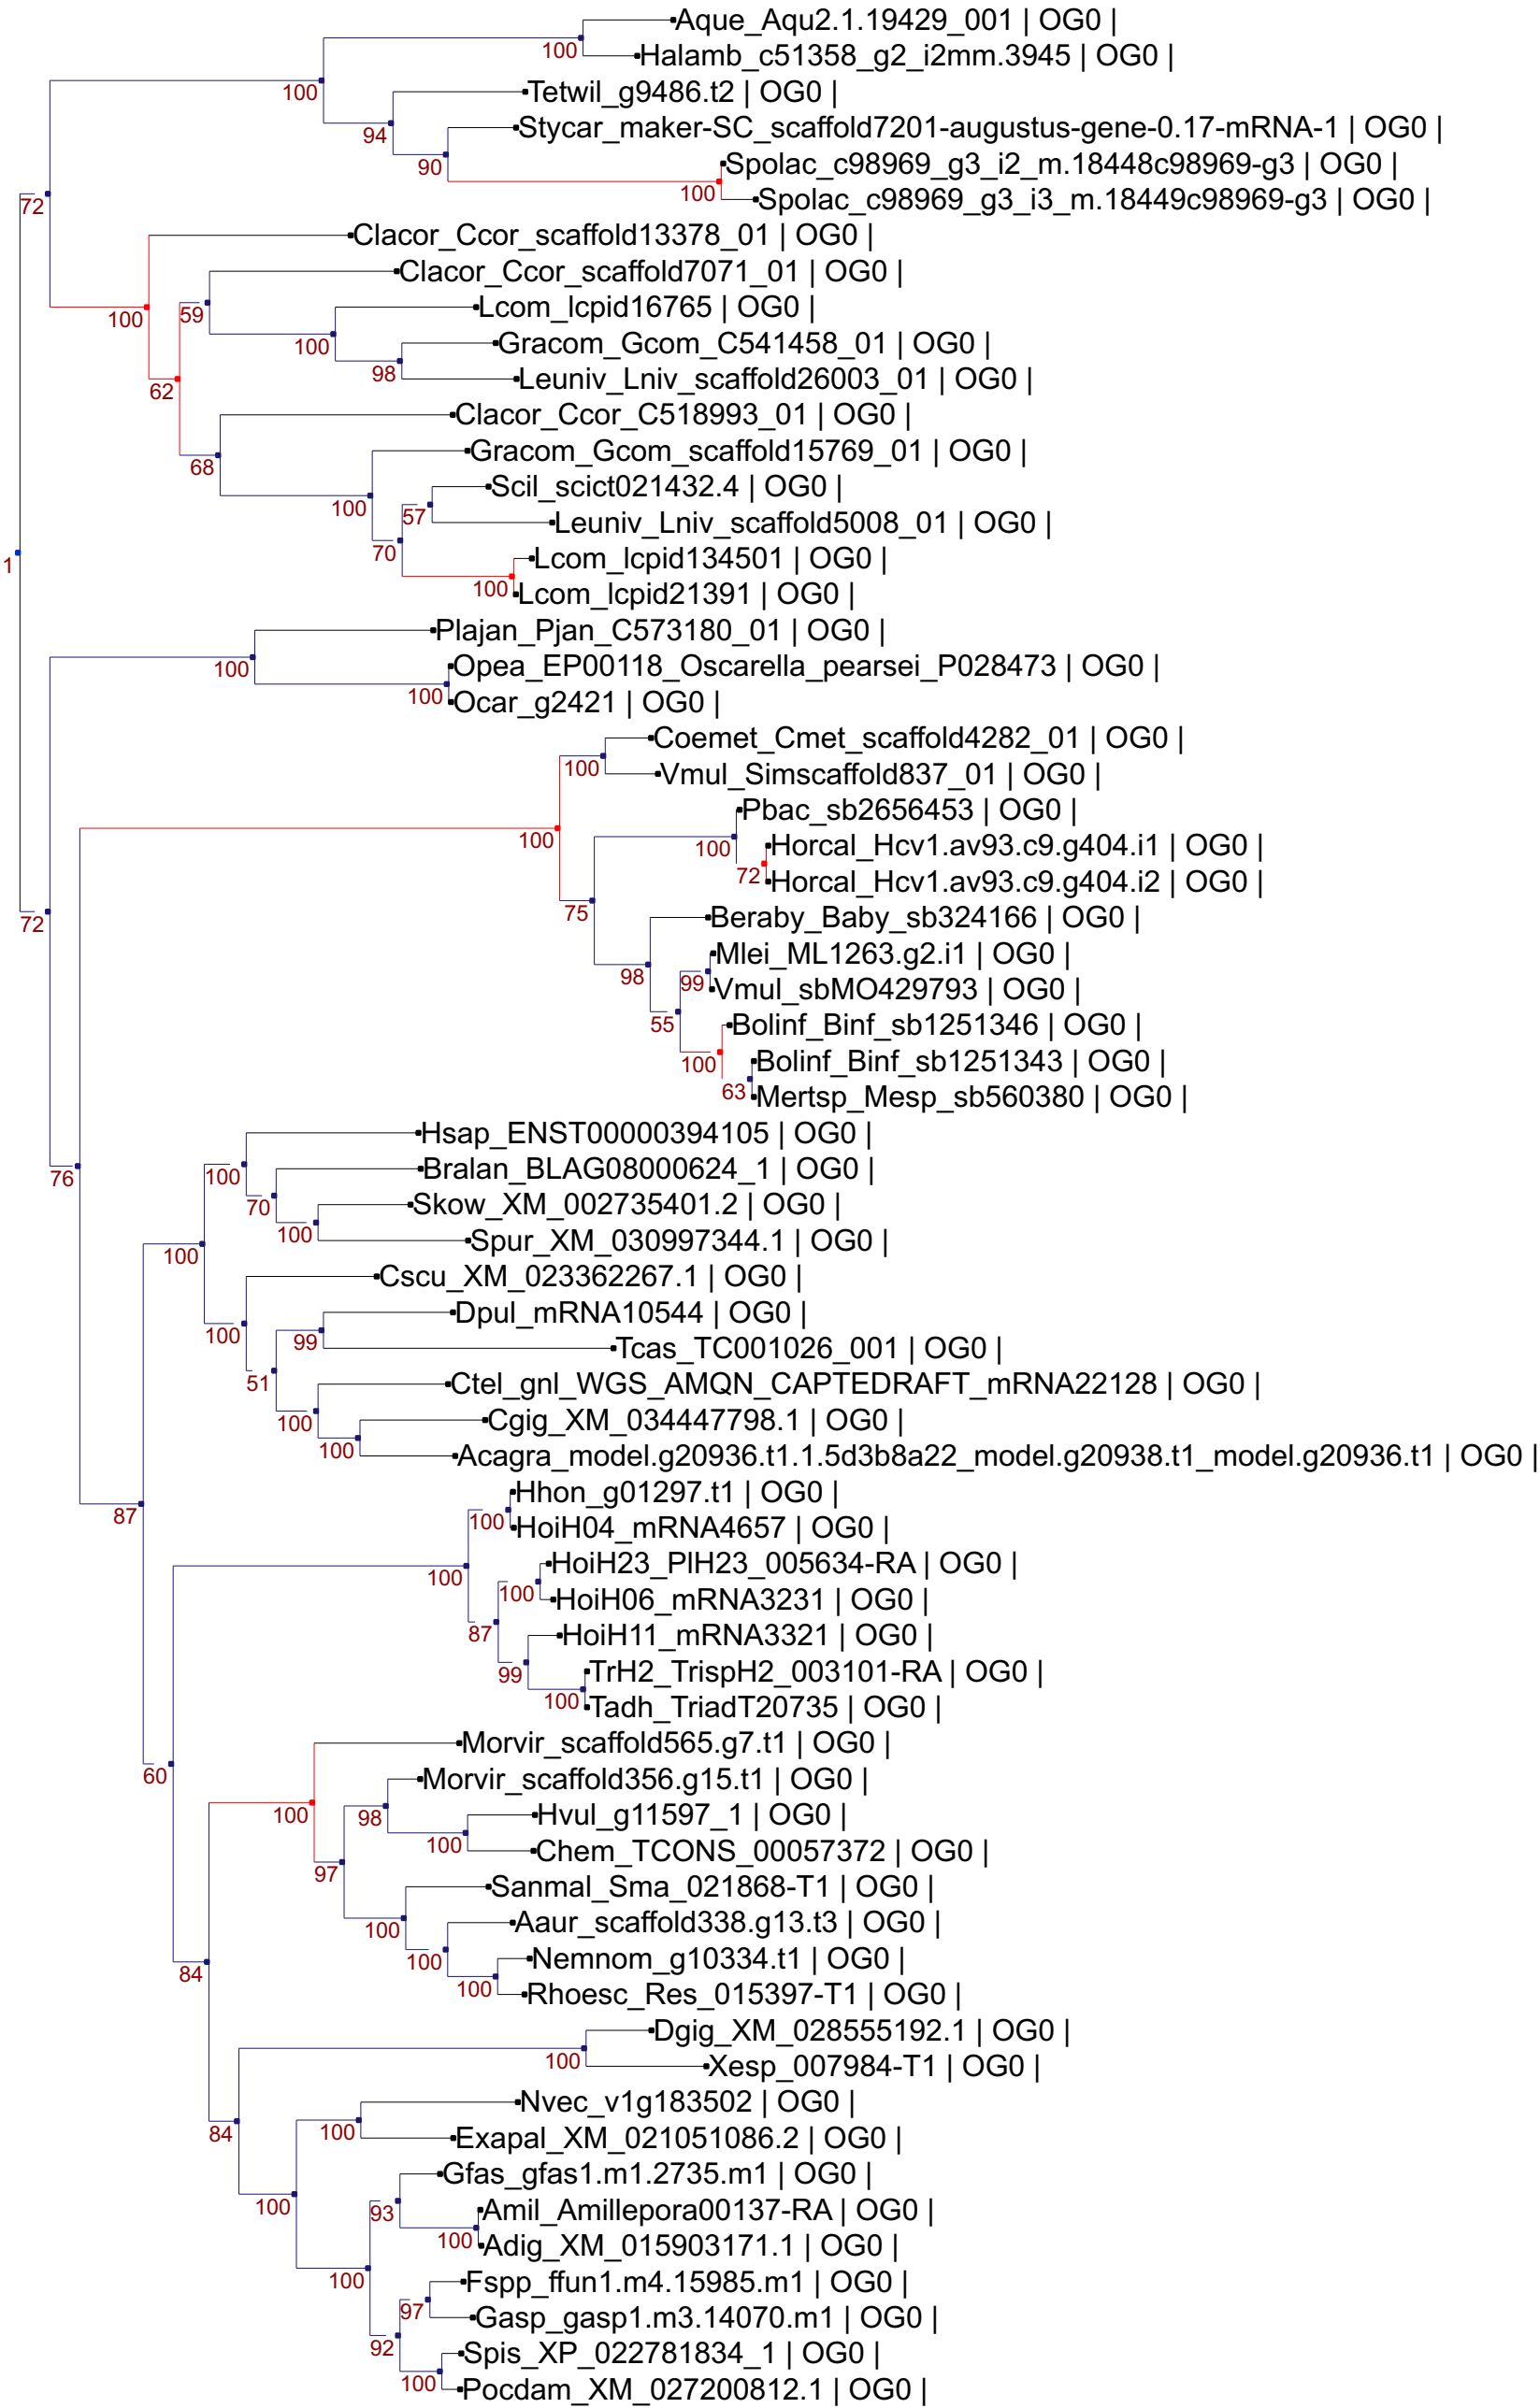 Aque_Aqu2.1.19429_001 | OG0 |
100
Halamb_c51358_g2_i2mm.3945 | OG0 |
100
Tetwil_g9486.t2 | OG0 |
94
Stycar_maker-SC_scaffold7201-augustus-gene-0.17-mRNA-1 | OG0 |
90
Spolac_c98969_g3_i2_m.18448c98969-g3 | OG0 |
100
Spolac_c98969_g3_i3_m.18449c98969-g3 | OG0 |
72
Clacor_Ccor_scaffold13378_01 | OG0 |
Clacor_Ccor_scaffold7071_01 | OG0 |
Lcom_lcpid16765 | OG0 |
59
100
Gracom_Gcom_C541458_01 | OG0 |
100
98
Leuniv_Lniv_scaffold26003_01 | OG0 |
62
Clacor_Ccor_C518993_01 | OG0 |
Gracom_Gcom_scaffold15769_01 | OG0 |
68
Scil_scict021432.4 | OG0 |
100
57
Leuniv_Lniv_scaffold5008_01 | OG0 |
70
Lcom_lcpid134501 | OG0 |
1
100
Lcom_lcpid21391 | OG0 |
Plajan_Pjan_C573180_01 | OG0 |
100
Opea_EP00118_Oscarella_pearsei_P028473 | OG0 |
100
Ocar_g2421 | OG0 |
Coemet_Cmet_scaffold4282_01 | OG0 |
100
Vmul_Simscaffold837_01 | OG0 |
Pbac_sb2656453 | OG0 |
100
100
Horcal_Hcv1.av93.c9.g404.i1 | OG0 |
72
Horcal_Hcv1.av93.c9.g404.i2 | OG0 |
75
72
Beraby_Baby_sb324166 | OG0 |
Mlei_ML1263.g2.i1 | OG0 |
98
99
Vmul_sbMO429793 | OG0 |
55
Bolinf_Binf_sb1251346 | OG0 |
100
Bolinf_Binf_sb1251343 | OG0 |
63
Mertsp_Mesp_sb560380 | OG0 |
Hsap_ENST00000394105 | OG0 |
76
100
Bralan_BLAG08000624_1 | OG0 |
70
Skow_XM_002735401.2 | OG0 |
100
Spur_XM_030997344.1 | OG0 |
100
Cscu_XM_023362267.1 | OG0 |
Dpul_mRNA10544 | OG0 |
100
99
Tcas_TC001026_001 | OG0 |
51
Ctel_gnl_WGS_AMQN_CAPTEDRAFT_mRNA22128 | OG0 |
100
Cgig_XM_034447798.1 | OG0 |
100
Acagra_model.g20936.t1.1.5d3b8a22_model.g20938.t1_model.g20936.t1 | OG0 |
87
Hhon_g01297.t1 | OG0 |
100
HoiH04_mRNA4657 | OG0 |
HoiH23_PlH23_005634-RA | OG0 |
100
100
HoiH06_mRNA3231 | OG0 |
87
HoiH11_mRNA3321 | OG0 |
99
TrH2_TrispH2_003101-RA | OG0 |
100
Tadh_TriadT20735 | OG0 |
Morvir_scaffold565.g7.t1 | OG0 |
60
Morvir_scaffold356.g15.t1 | OG0 |
100
98
Hvul_g11597_1 | OG0 |
100
Chem_TCONS_00057372 | OG0 |
97
Sanmal_Sma_021868-T1 | OG0 |
100
Aaur_scaffold338.g13.t3 | OG0 |
100
Nemnom_g10334.t1 | OG0 |
84
100
Rhoesc_Res_015397-T1 | OG0 |
Dgig_XM_028555192.1 | OG0 |
100
Xesp_007984-T1 | OG0 |
Nvec_v1g183502 | OG0 |
84
100
Exapal_XM_021051086.2 | OG0 |
Gfas_gfas1.m1.2735.m1 | OG0 |
100
93
Amil_Amillepora00137-RA | OG0 |
100
Adig_XM_015903171.1 | OG0 |
100
Fspp_ffun1.m4.15985.m1 | OG0 |
97
Gasp_gasp1.m3.14070.m1 | OG0 |
92
Spis_XP_022781834_1 | OG0 |
100
Pocdam_XM_027200812.1 | OG0 |